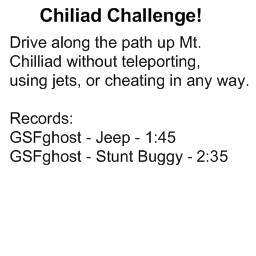 Chiliad Challenge!
Drive along the path up Mt.
Chilliad without teleporting,
using jets, or cheating in any way.
Records:
GSFghost - Jeep - 1:45
GSFghost - Stunt Buggy - 2:35